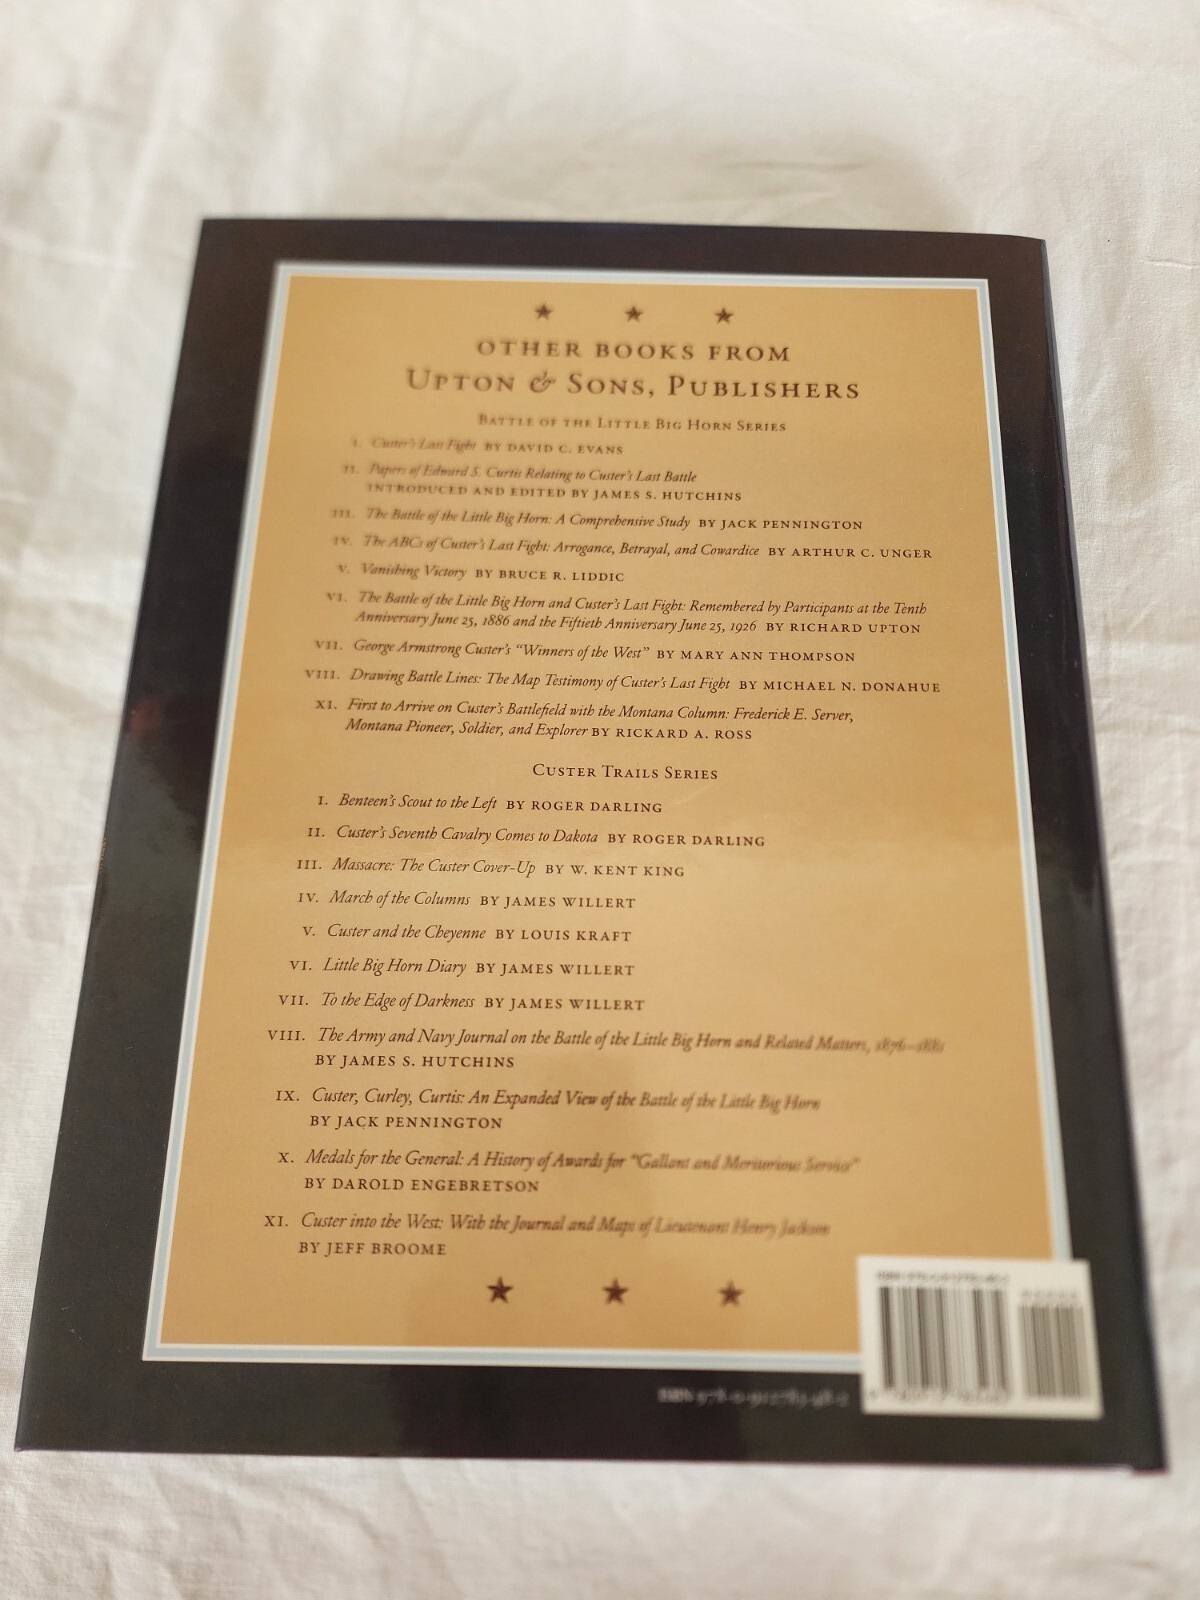 OTHER BOOKS FROM
UPTON & SONS, PUBLISHERS
BATTLE OF THE LITTLE BIG HORN SERIES
I. Custer's Last Fight BY DAVID C. EVANS
II. Papers of Edward S. Curtis Relating to Custer's Last Battle
INTRODUCED AND EDITED BY JAMES S. HUTCHINS
III. The Battle of the Little Big Horn: A Comprehensive Study BY JACK PENNINGTON
IV. The ABCs of Custer's Last Fight: Arrogance, Betrayal, and Cowardice BY ARTHUR C. UNGER
V. Vanishing Victory BY BRUCE R. LIDDIC
VI. The Battle of the Little Big Horn and Custer's Last Fight: Remembered by Participants at the Tenth
Anniversary June 25, 1886 and the Fiftieth Anniversary June 25, 1926 BY RICHARD UPTON
VII. George Armstrong Custer's "Winners of the West" BY MARY ANN THOMPSON
VIII. Drawing Battle Lines: The Map Testimony of Custer's Last Fight BY MICHAEL N. DONAHUE
XI. First to Arrive on Custer's Battlefield with the Montana Column: Frederick E. Server,
Montana Pioneer, Soldier, and Explorer BY RICKARD A. ROSS
CUSTER TRAILS SERIES
I. Benteen's Scout to the Left BY ROGER DARLING
II. Custer's Seventh Cavalry Comes to Dakota BY ROGER DARLING
III. Massacre: The Custer Cover-Up BY W. KENT KING
IV. March of the Columns BY JAMES WILLERT
V. Custer and the Cheyenne BY LOUIS KRAFT
VI. Little Big Horn Diary BY JAMES WILLERT
VII. To the Edge of Darkness BY JAMES WILLERT
VIII. The Army and Navy Journal on the Battle of the Little Big Horn and Related Matters, 1876–1881
BY JAMES S. HUTCHINS
IX. Custer, Curley, Curtis: An Expanded View of the Battle of the Little Big Horn
BY JACK PENNINGTON
X. Medals for the General: A History of Awards for "Gallant and Meritorious Service"
BY DAROLD ENGEBRETSON
XI. Custer into the West: With the Journal and Maps of Lieutenant Henry Jackson
BY JEFF BROOME
ISBN
ISBN